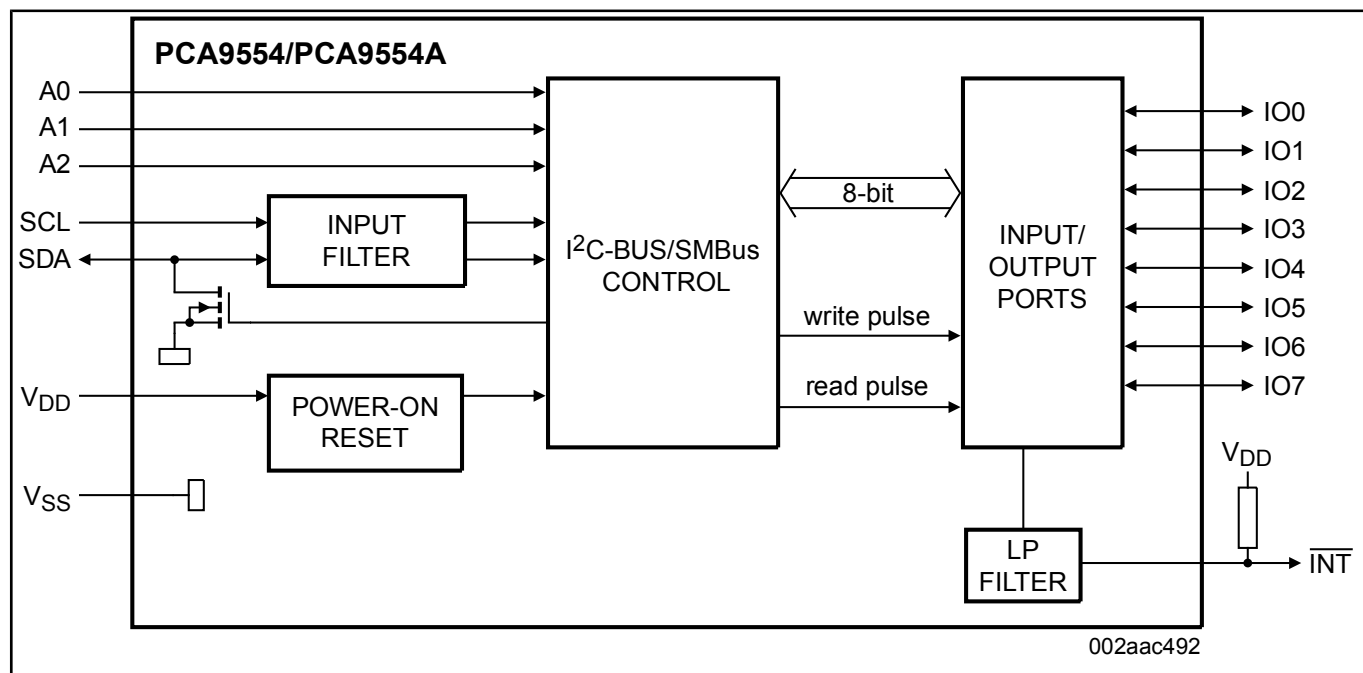 PCA9554/PCA9554A
A0
A1
A2
SCL
SDA
VDD
VSS
INPUT
FILTER
POWER-ON
RESET
I2C-BUS/SMBus
CONTROL
8-bit
write pulse
read pulse
INPUT/
OUTPUT
PORTS
LP
FILTER
IO0
IO1
IO2
IO3
IO4
IO5
IO6
IO7
VDD
INT
002aac492